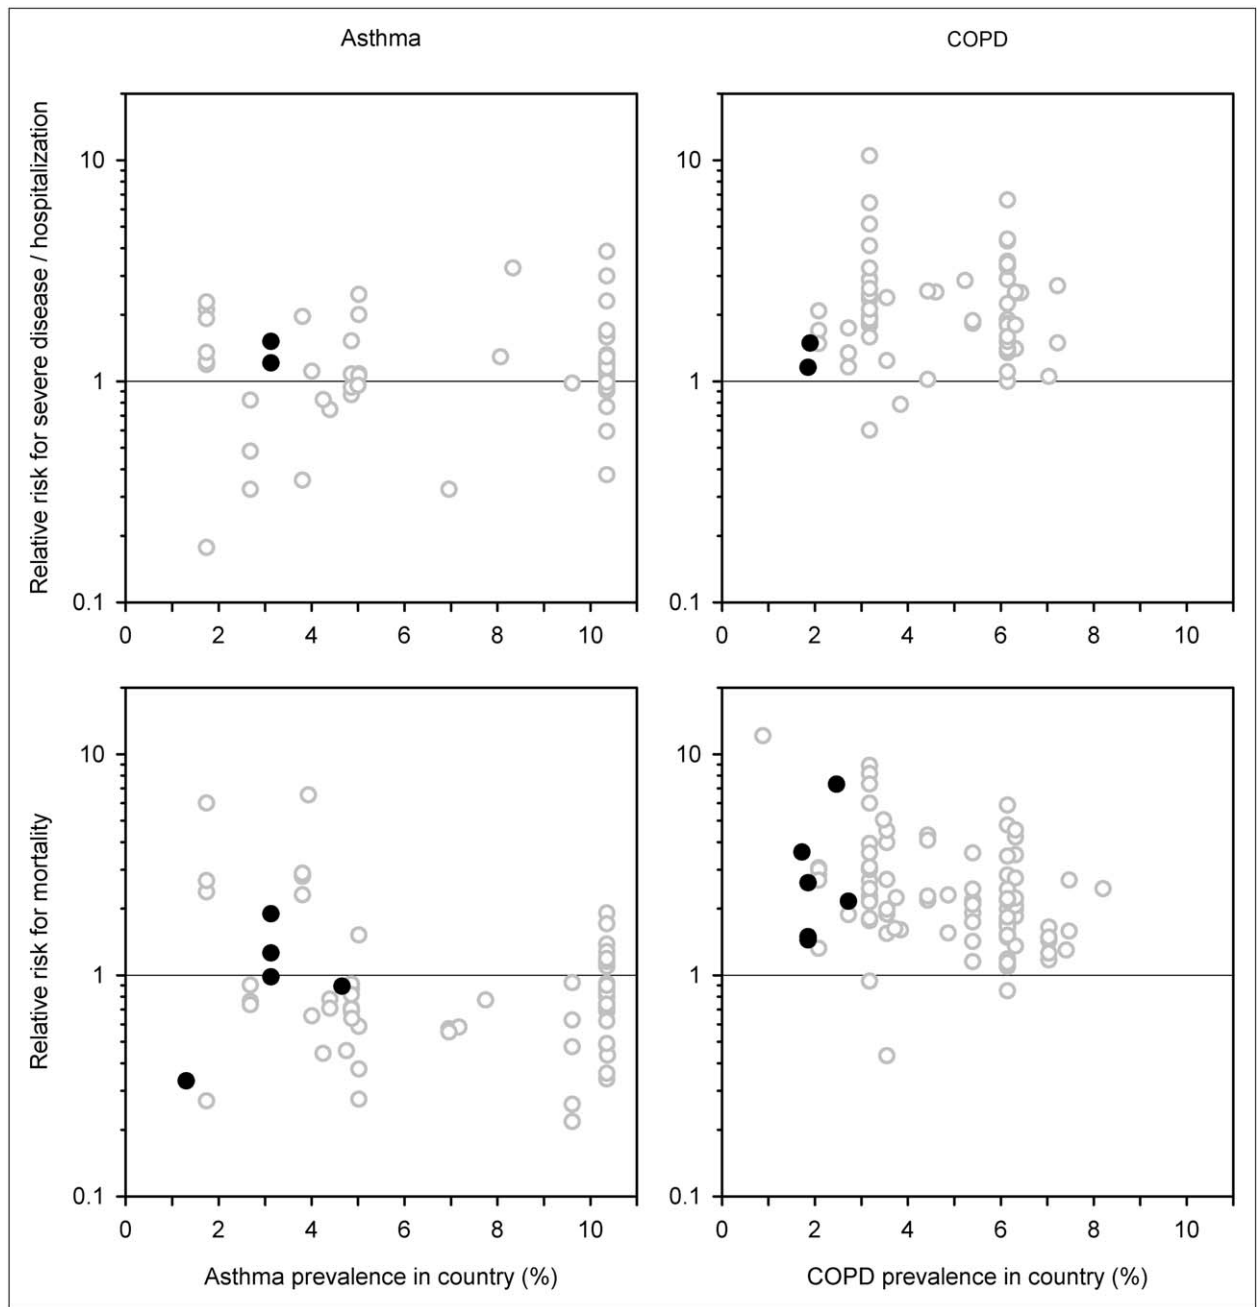 Asthma
COPD
Relative risk for severe disease / hospitalization
10
1
0.1
0 2 4 6 8 10
10
1
0.1
0 2 4 6 8 10
Relative risk for mortality
10
1
0.1
0 2 4 6 8 10
Asthma prevalence in country (%)
10
1
0.1
0 2 4 6 8 10
COPD prevalence in country (%)